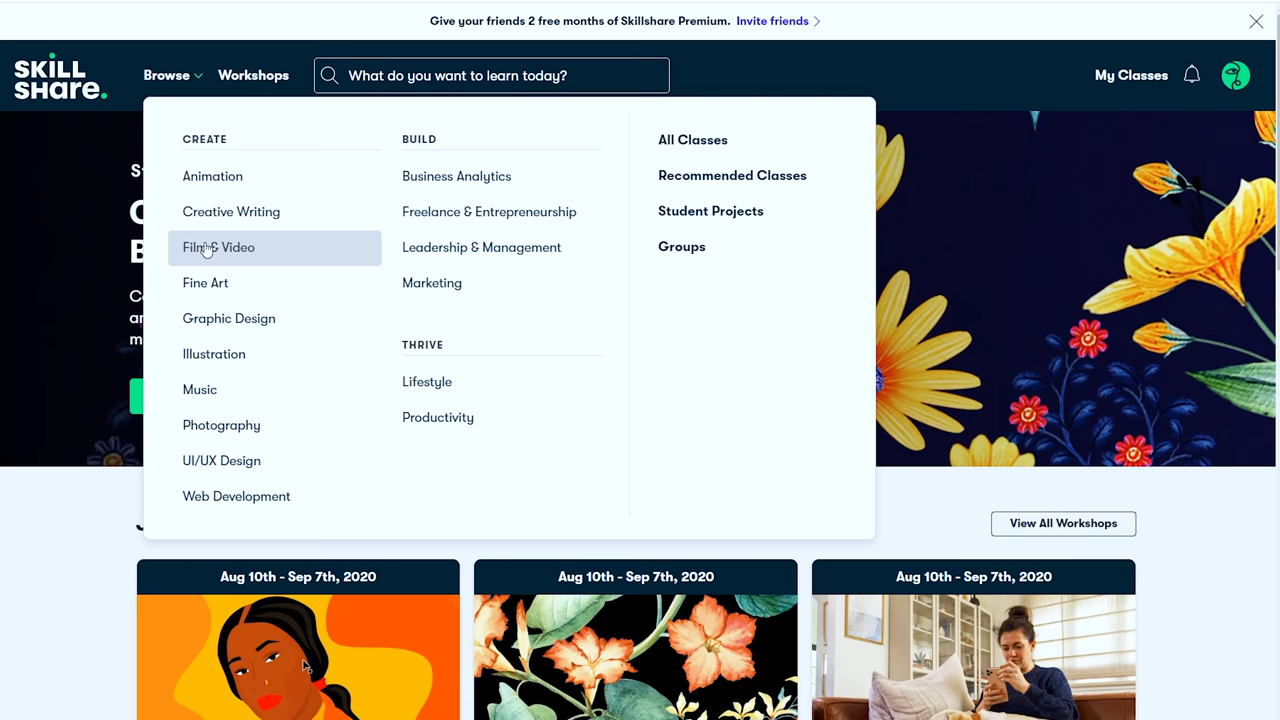 Give your friends 2 free months of Skillshare Premium. Invite friends
SKILL
SHARE.
Browse
Workshops
What do you want to learn today?
My Classes
CREATE
Animation
Creative Writing
Film & Video
Fine Art
Graphic Design
Illustration
Music
Photography
UI/UX Design
Web Development
BUILD
Business Analytics
Freelance & Entrepreneurship
Leadership & Management
Marketing
THRIVE
Lifestyle
Productivity
All Classes
Recommended Classes
Student Projects
Groups
View All Workshops
Aug 10th - Sep 7th, 2020
Aug 10th - Sep 7th, 2020
Aug 10th - Sep 7th, 2020